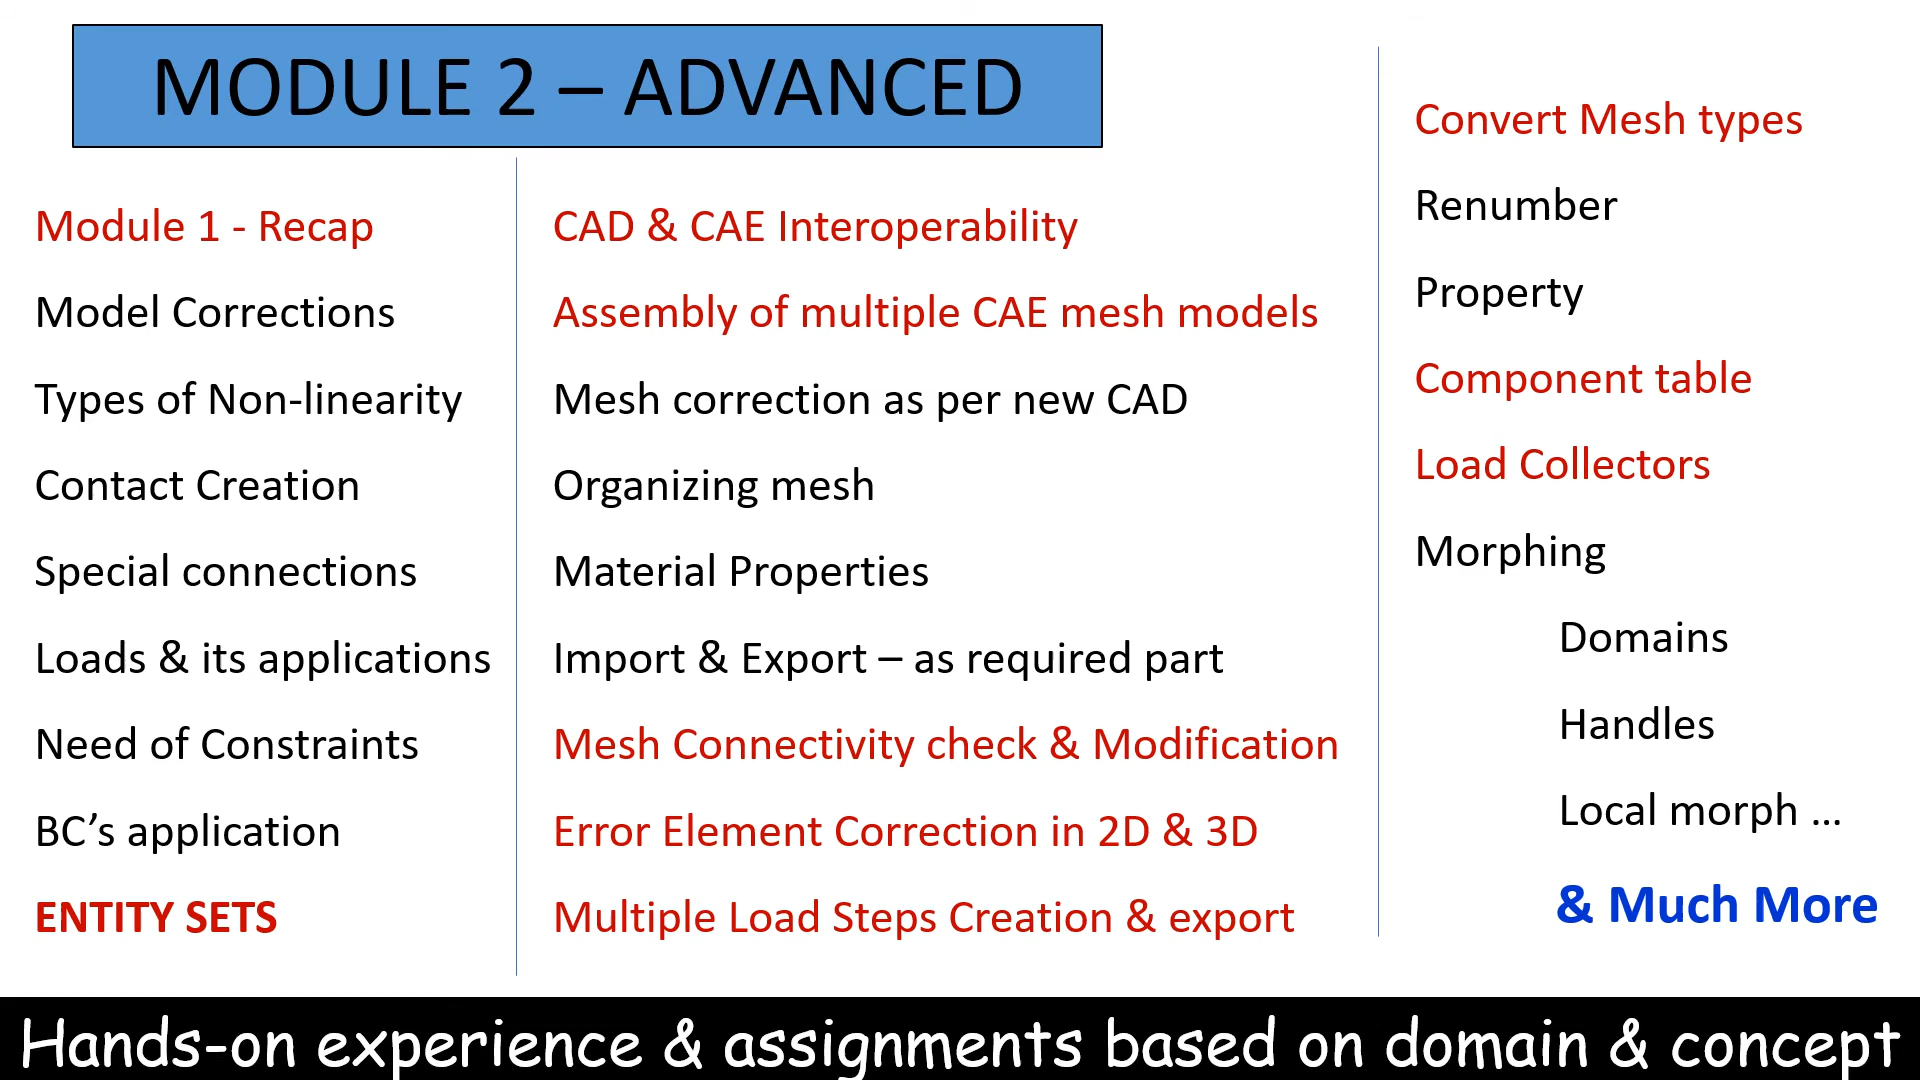 MODULE 2 – ADVANCED
Module 1 - Recap
Model Corrections
Types of Non-linearity
Contact Creation
Special connections
Loads & its applications
Need of Constraints
BC’s application
ENTITY SETS
CAD & CAE Interoperability
Assembly of multiple CAE mesh models
Mesh correction as per new CAD
Organizing mesh
Material Properties
Import & Export – as required part
Mesh Connectivity check & Modification
Error Element Correction in 2D & 3D
Multiple Load Steps Creation & export
Convert Mesh types
Renumber
Property
Component table
Load Collectors
Morphing
Domains
Handles
Local morph ...
& Much More
Hands-on experience & assignments based on domain & concept